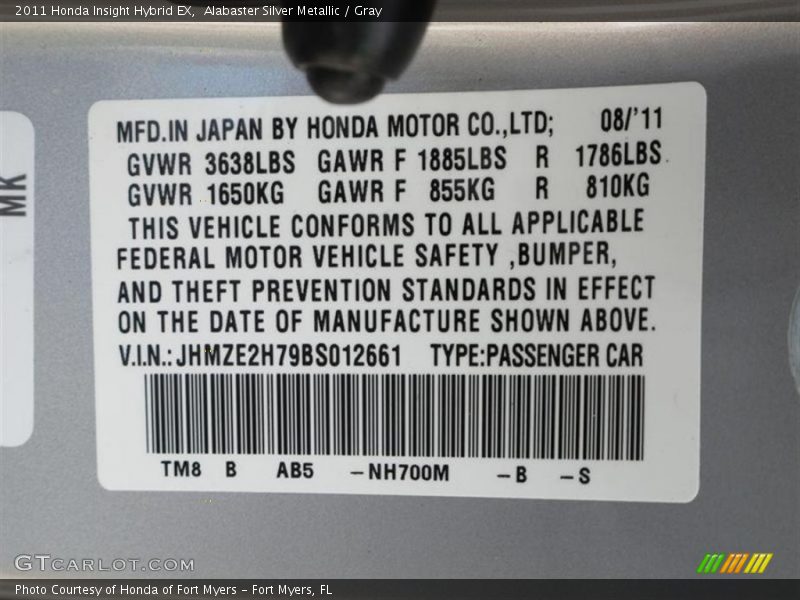 2011 Honda Insight Hybrid EX,  Alabaster Silver Metallic / Gray
MFD.IN JAPAN BY HONDA MOTOR CO.,LTD; 08/'11
GVWR 3638LBS GAWR F 1885LBS R 1786LBS
GVWR 1650KG GAWR F 855KG R 810KG
THIS VEHICLE CONFORMS TO ALL APPLICABLE
FEDERAL MOTOR VEHICLE SAFETY ,BUMPER,
AND THEFT PREVENTION STANDARDS IN EFFECT
ON THE DATE OF MANUFACTURE SHOWN ABOVE.
V.I.N.: JHMZE2H79BS012661 TYPE:PASSENGER CAR
TM8 B AB5 -NH700M -B -S
MK
GTCARLOT.COM
Photo Courtesy of Honda of Fort Myers – Fort Myers, FL